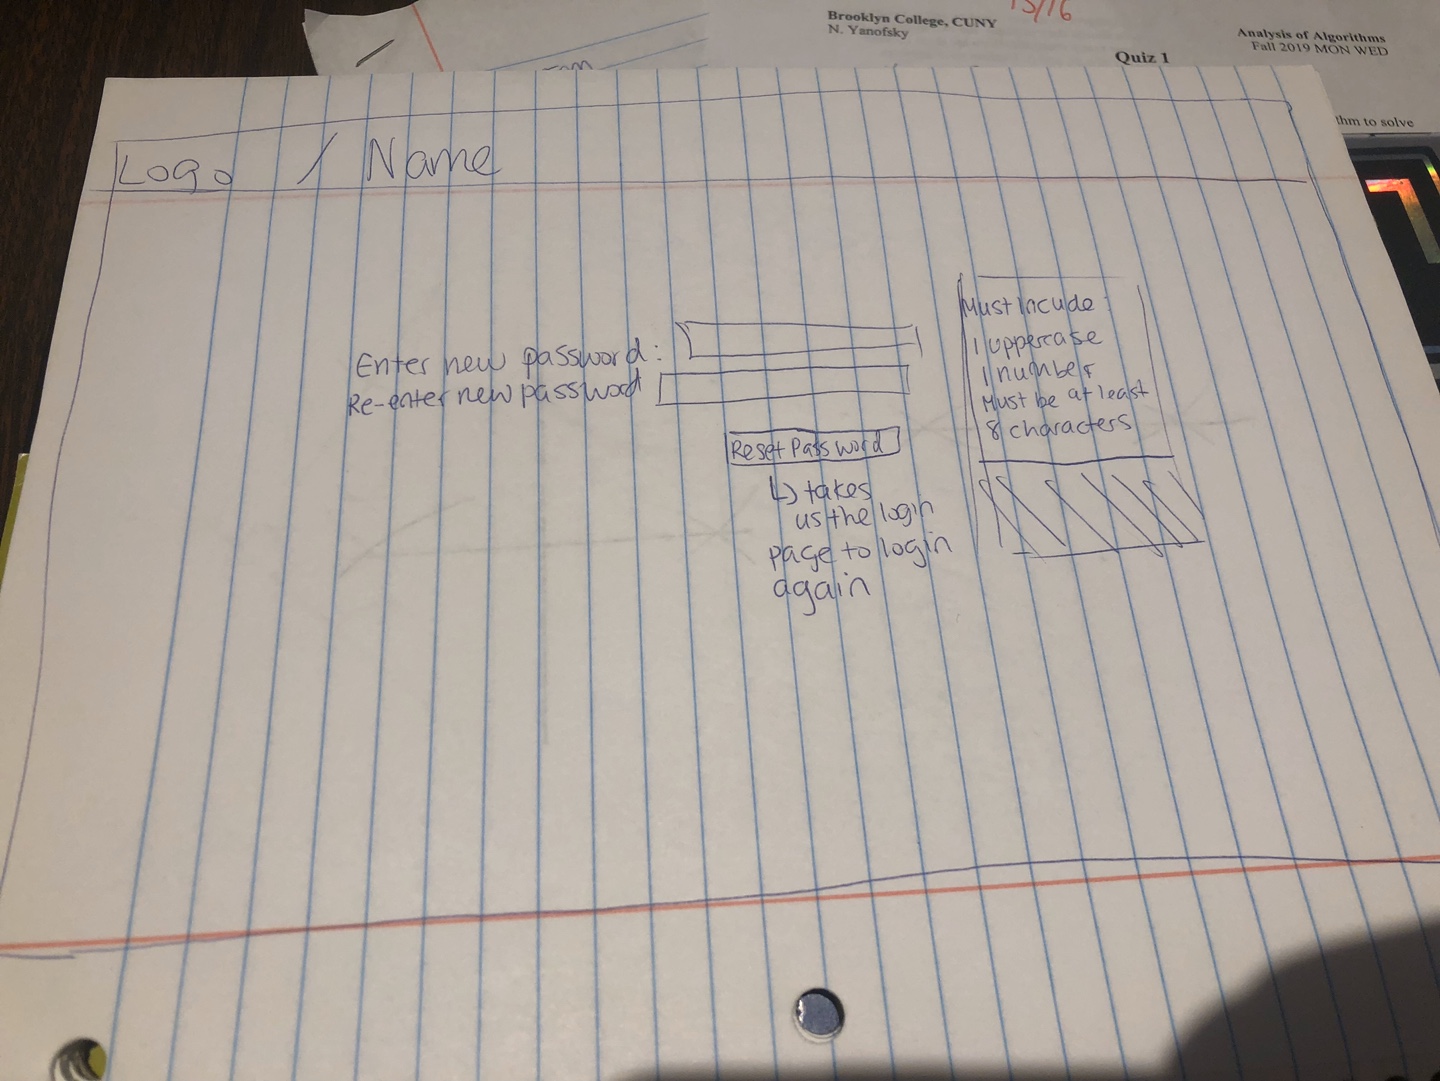 15/16
Brooklyn College, CUNY
N. Yanofsky
Analysis of Algorithms
Fall 2019 MON WED
Quiz 1
thm to solve
Logo / Name
Enter new password:
Re-enter new password
Reset Password
↳ takes
us the login
page to login
again
Must incude:
1 uppercase
1 number
Must be at least
8 characters